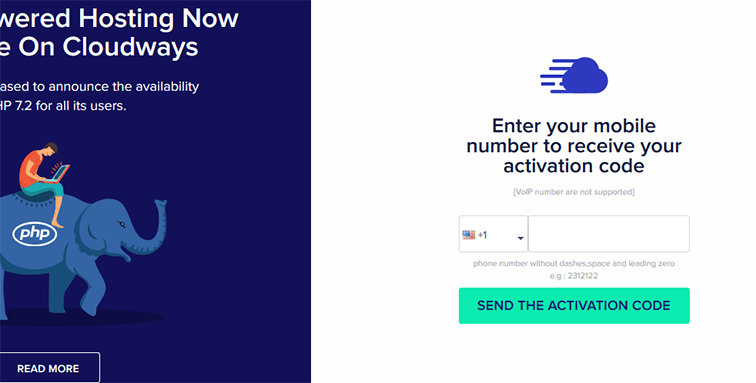 wered Hosting Now
e On Cloudways
ased to announce the availability
HP 7.2 for all its users.
php
READ MORE
Enter your mobile
number to receive your
activation code
[VoIP number are not supported]
+1
phone number without dashes,space and leading zero
e.g : 2312122
SEND THE ACTIVATION CODE